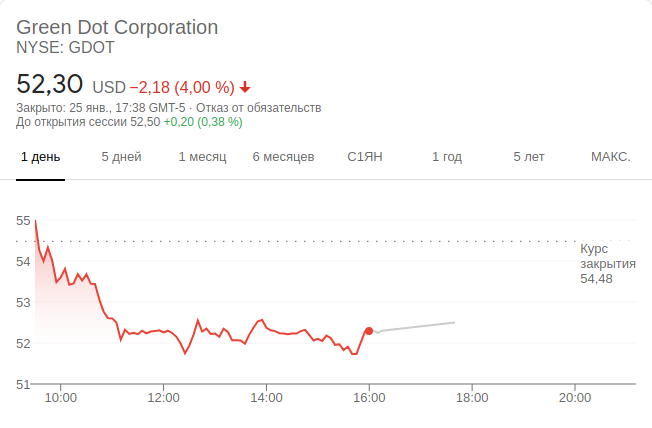 Green Dot Corporation
NYSE: GDOT
52,30 USD −2,18 (4,00 %)
Закрыто: 25 янв., 17:38 GMT-5 · Отказ от обязательств
До открытия сессии 52,50 +0,20 (0,38 %)
1 день 5 дней 1 месяц 6 месяцев С1ЯН 1 год 5 лет МАКС.
55
54
53
52
51
Курс
закрытия
54,48
10:00 12:00 14:00 16:00 18:00 20:00